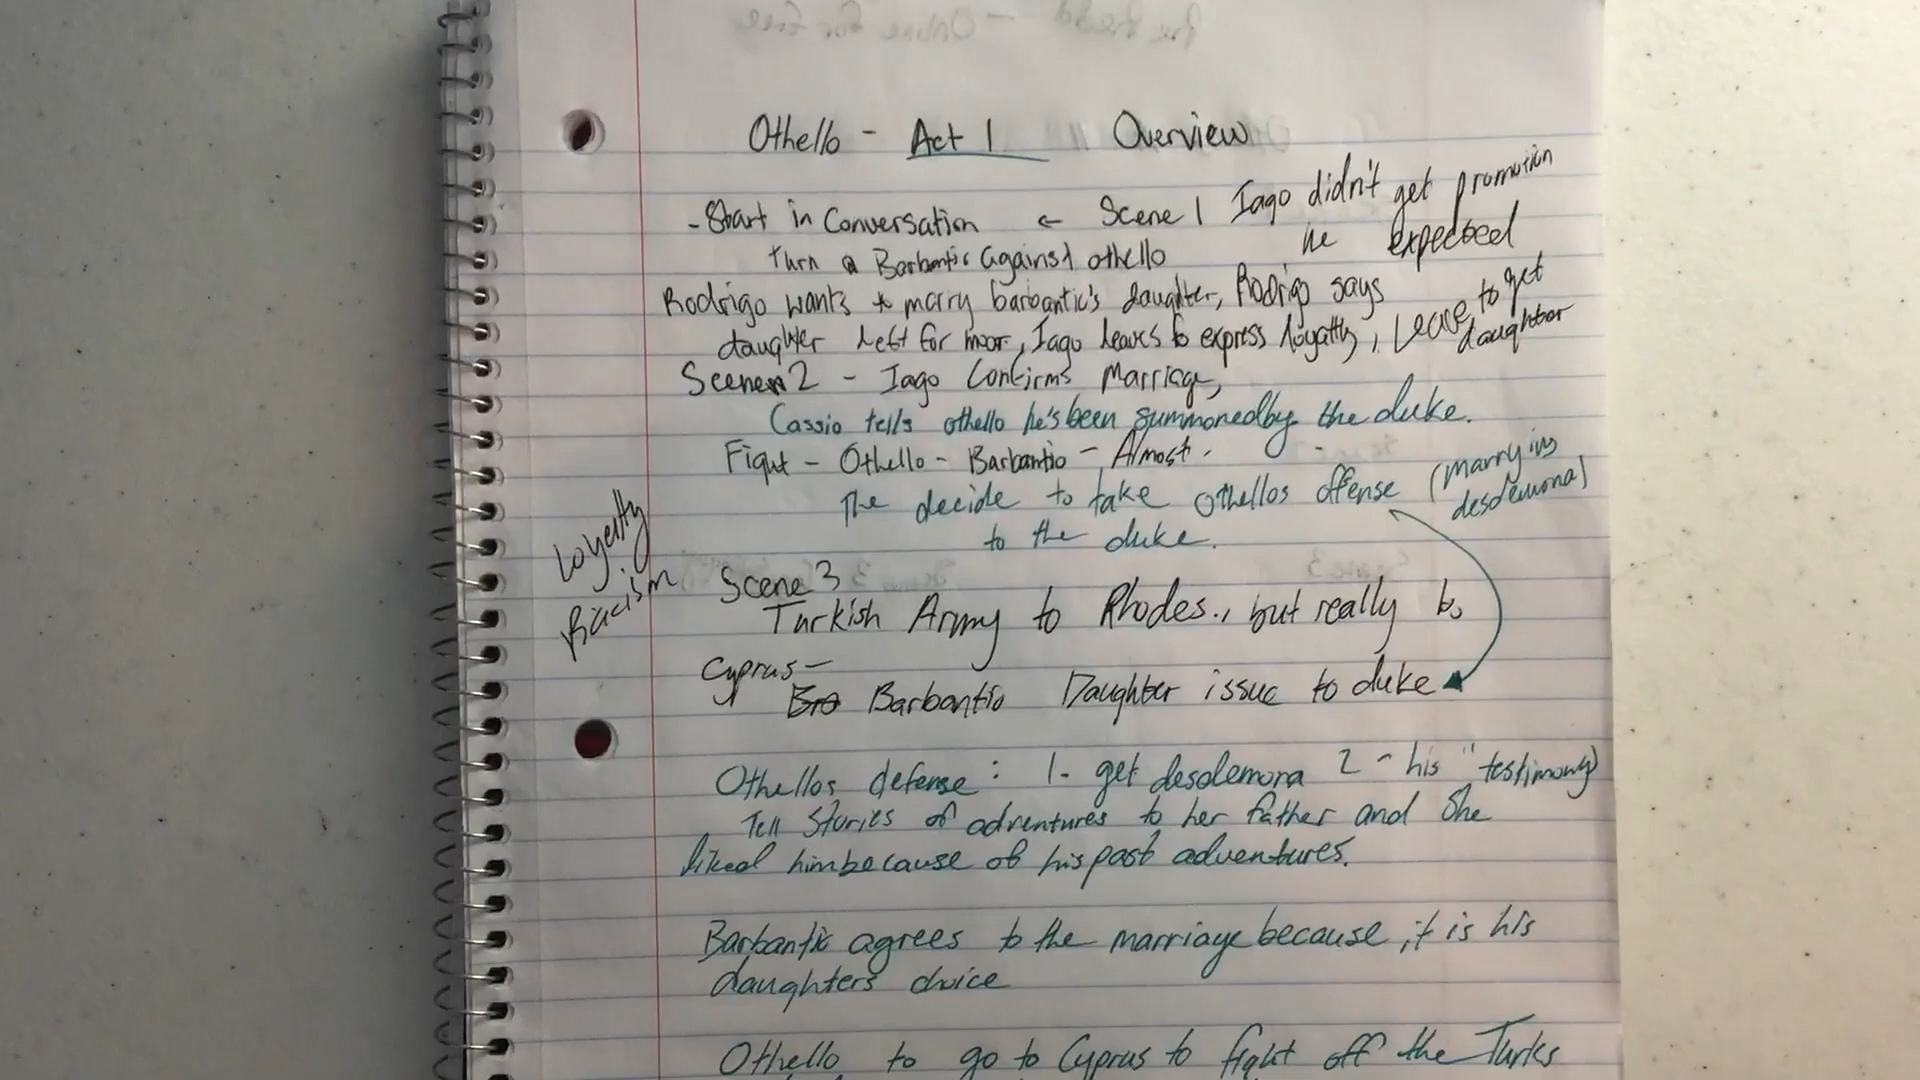 Othello - Act 1 Overview
- Start in Conversation ← Scene 1 Iago didn't get promotion
he expected
turn a Barbantic against othello
Rodrigo wants to marry barbantic's daughter, Rodrigo says
daughter left for moor, Iago leaves to express loyalty, Leave to get
daughter
Scene 2 - Iago Confirms Marriage,
Cassio tells othello he's been summoned by the duke.
Fight - Othello - Barbantio - Almost.
The decide to take Othellos offense (marrying
desdemona)
to the duke.
Loyalty
Racism
Scene 3
Turkish Army to Rhodes., but really to
Cyprus -
Bra Barbantio Daughter issue to duke
Othellos defense: 1. get desdemona 2 - his "testimony)
Tell Stories of adventures to her father and she
liked him because of his past adventures.
Barbantic agrees to the marriage because it is his
daughters choice
Othello to go to Cyprus to fight off the Turks